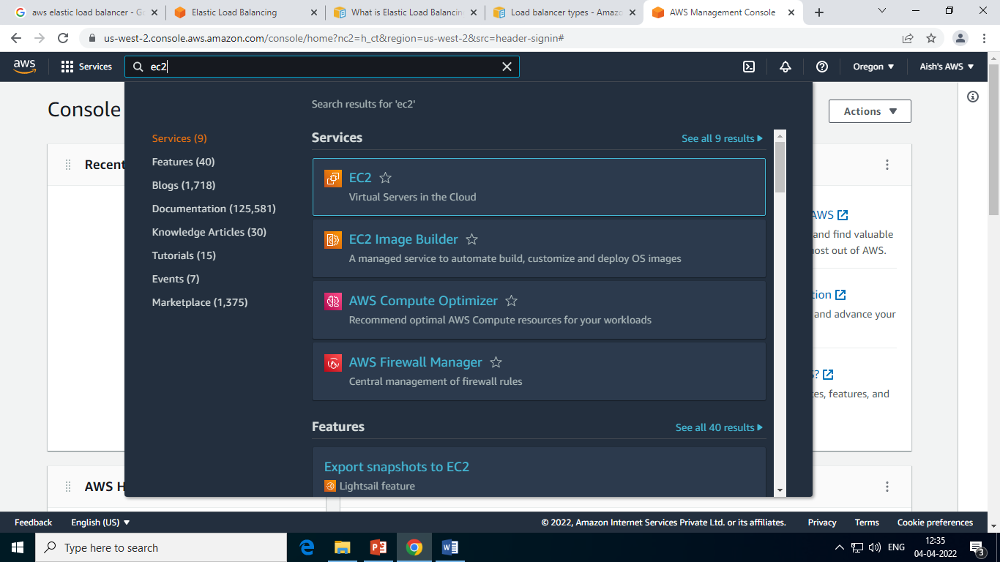 aws elastic load balancer - Go
Elastic Load Balancing
What is Elastic Load Balancin
Load balancer types - Amazo
AWS Management Console
us-west-2.console.aws.amazon.com/console/home?nc2=h_ct&region=us-west-2&src=header-signin#
aws
Services
ec2
Oregon
Aish's AWS
Console
Actions
Search results for 'ec2'
Services (9)
Features (40)
Blogs (1,718)
Documentation (125,581)
Knowledge Articles (30)
Tutorials (15)
Events (7)
Marketplace (1,375)
Services
See all 9 results
EC2
Virtual Servers in the Cloud
EC2 Image Builder
A managed service to automate build, customize and deploy OS images
AWS Compute Optimizer
Recommend optimal AWS Compute resources for your workloads
AWS Firewall Manager
Central management of firewall rules
Features
See all 40 results
Export snapshots to EC2
Lightsail feature
Recent
AWS H
AWS
and find valuable
ost out of AWS.
tion
and advance your
S?
es, features, and
Feedback
English (US)
© 2022, Amazon Internet Services Private Ltd. or its affiliates.
Privacy
Terms
Cookie preferences
Type here to search
ENG
12:35
04-04-2022
3